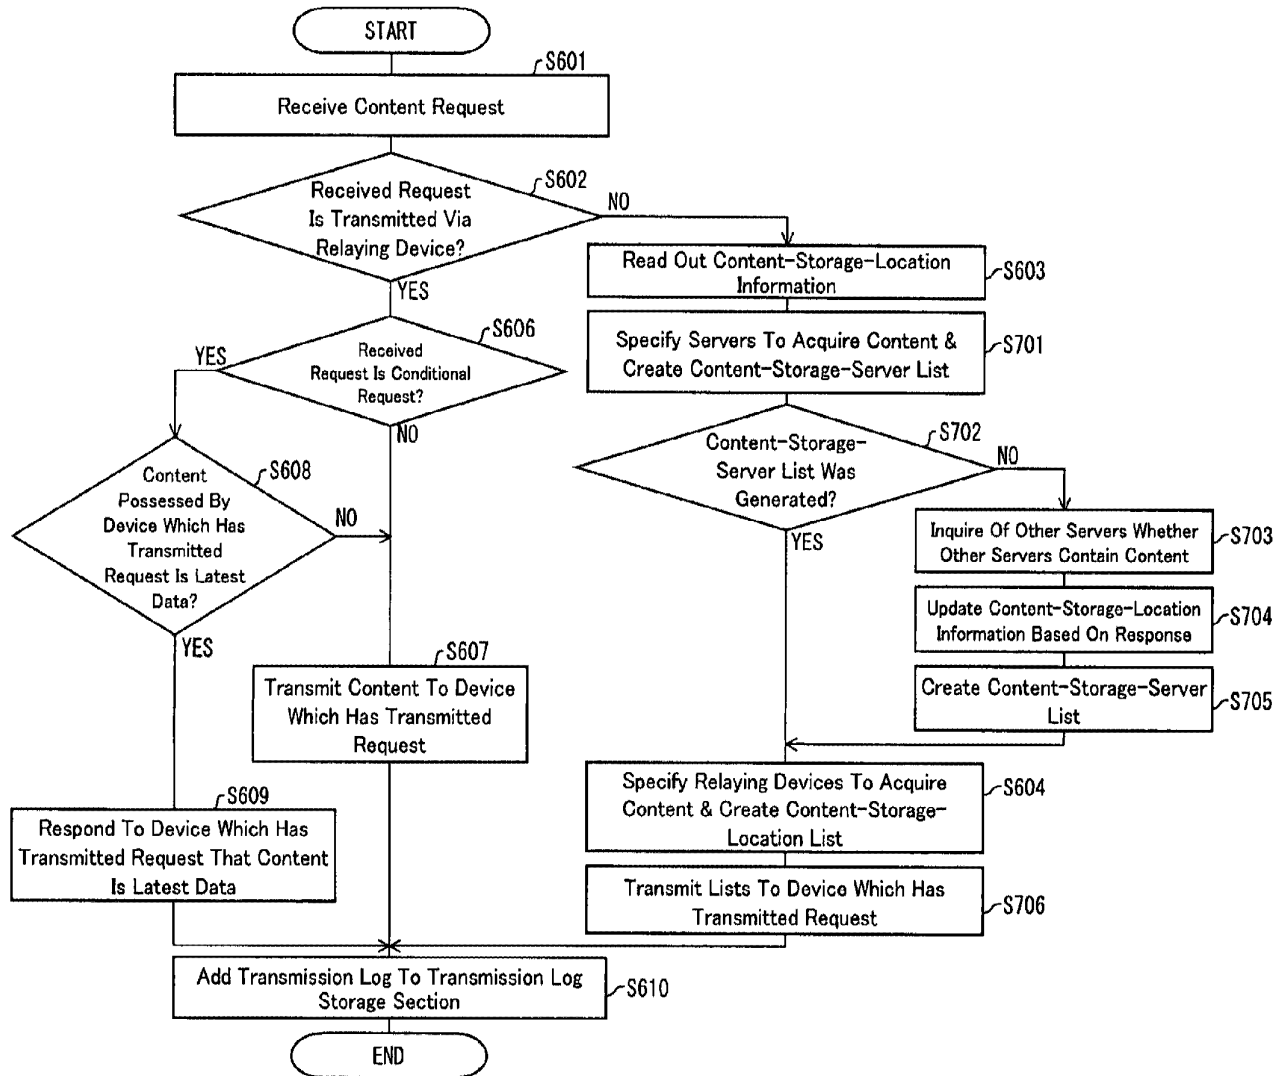 START
S601
Receive Content Request
S602
Received Request
Is Transmitted Via
Relaying Device?
NO
YES
S603
Read Out Content-Storage-Location
Information
S606
Received
Request Is Conditional
Request?
YES
NO
S701
Specify Servers To Acquire Content &
Create Content-Storage-Server List
S702
Content-Storage-
Server List Was
Generated?
NO
YES
S608
Content
Possessed By
Device Which Has
Transmitted
Request Is Latest
Data?
NO
YES
Inquire Of Other Servers Whether
Other Servers Contain Content
S703
Update Content-Storage-Location
Information Based On Response
S704
Create Content-Storage-Server
List
S705
S607
Transmit Content To Device
Which Has Transmitted
Request
S604
Specify Relaying Devices To Acquire
Content & Create Content-Storage-
Location List
S609
Respond To Device Which Has
Transmitted Request That Content
Is Latest Data
Transmit Lists To Device Which Has
Transmitted Request
S706
Add Transmission Log To Transmission Log
Storage Section
S610
END